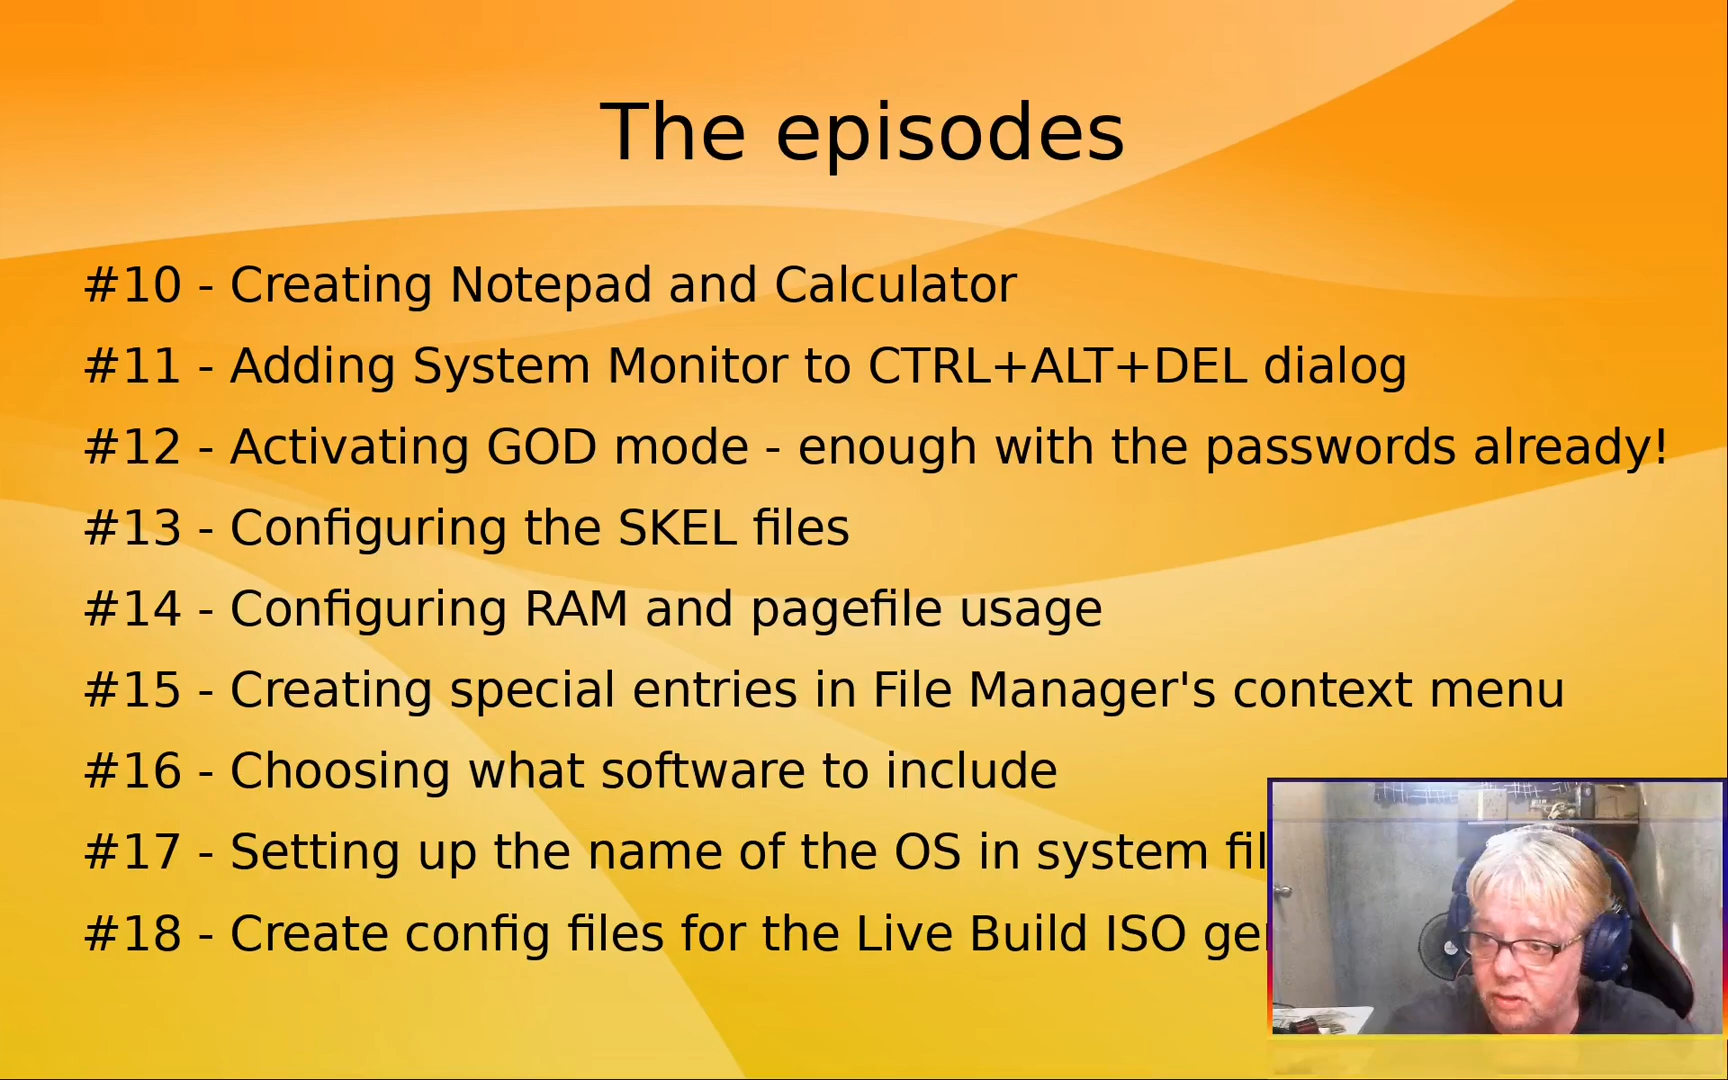 The episodes
#10 - Creating Notepad and Calculator
#11 - Adding System Monitor to CTRL+ALT+DEL dialog
#12 - Activating GOD mode - enough with the passwords already!
#13 - Configuring the SKEL files
#14 - Configuring RAM and pagefile usage
#15 - Creating special entries in File Manager's context menu
#16 - Choosing what software to include
#17 - Setting up the name of the OS in system
#18 - Create config files for the Live Build ISO